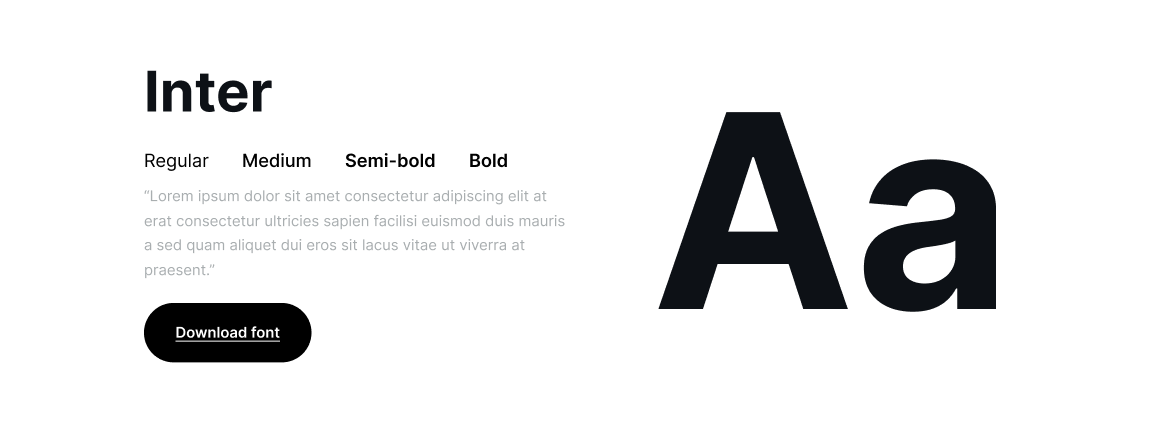 Inter
Regular Medium Semi-bold Bold
“Lorem ipsum dolor sit amet consectetur adipiscing elit at
erat consectetur ultricies sapien facilisi euismod duis mauris
a sed quam aliquet dui eros sit lacus vitae ut viverra at
praesent.”
Download font
Aa